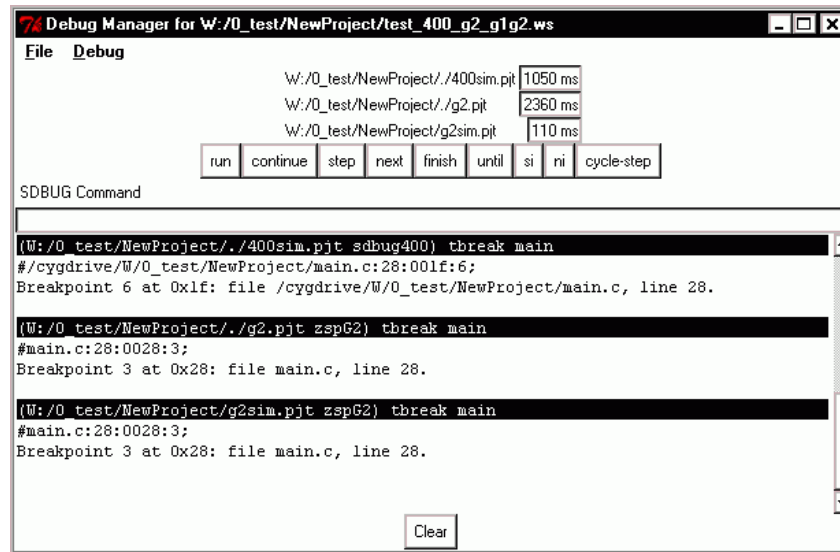 Debug Manager for W:/0_test/NewProject/test_400_g2_g1g2.ws
File Debug
W:/0_test/NewProject/./400sim.pjt 1050 ms
W:/0_test/NewProject/./g2.pjt 2360 ms
W:/0_test/NewProject/g2sim.pjt 110 ms
run continue step next finish until si ni cycle-step
SDBUG Command
(W:/0_test/NewProject/./400sim.pjt sdbug400) tbreak main
#/cygdrive/W/0_test/NewProject/main.c:28:001f:6;
Breakpoint 6 at 0x1f: file /cygdrive/W/0_test/NewProject/main.c, line 28.
(W:/0_test/NewProject/./g2.pjt zspG2) tbreak main
#main.c:28:0028:3;
Breakpoint 3 at 0x28: file main.c, line 28.
(W:/0_test/NewProject/g2sim.pjt zspG2) tbreak main
#main.c:28:0028:3;
Breakpoint 3 at 0x28: file main.c, line 28.
Clear